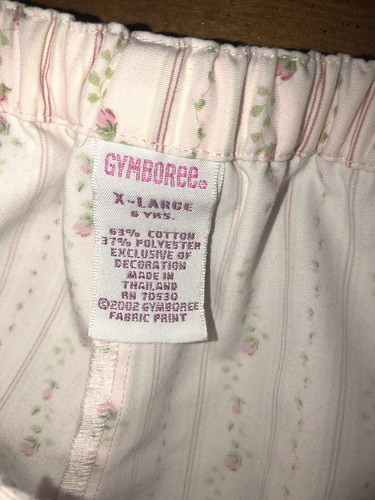 GYMBOREE®
X-LARGE
6 YRS.
63% COTTON
37% POLYESTER
EXCLUSIVE OF
DECORATION
MADE IN
THAILAND
RN 70530
©2002 GYMBOREE
FABRIC PRINT